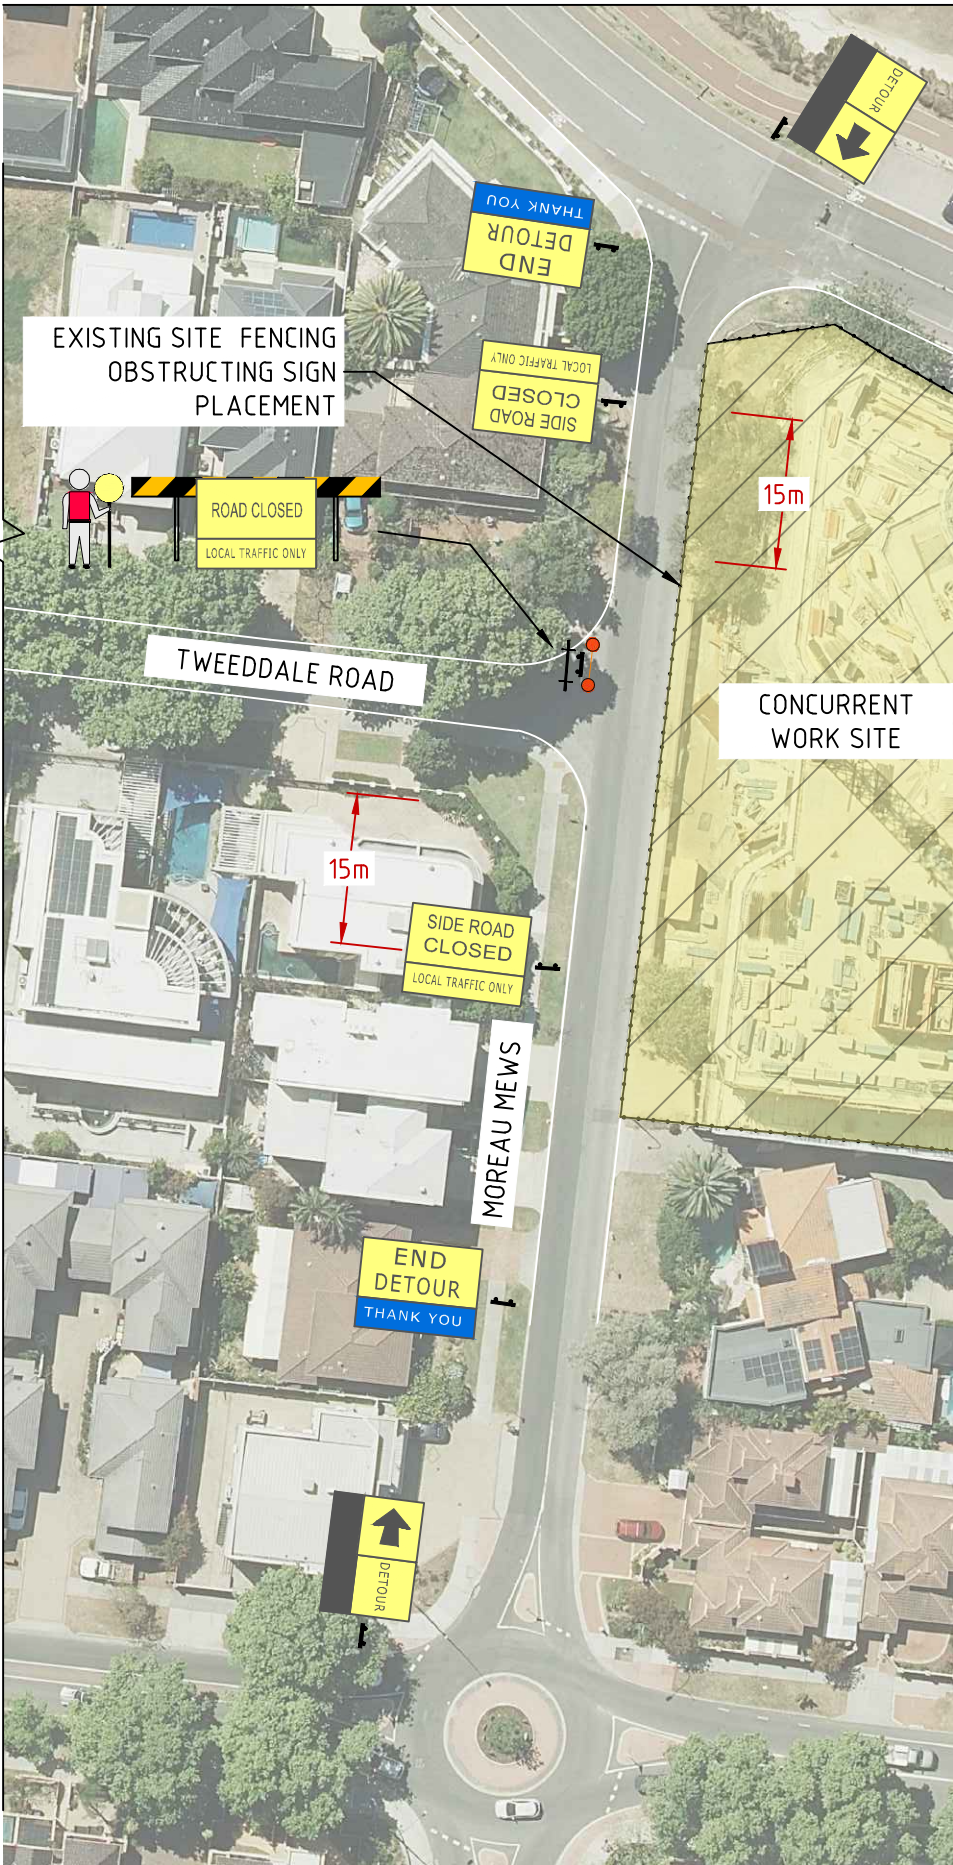 DETOUR
THANK YOU
END
DETOUR
LOCAL TRAFFIC ONLY
SIDE ROAD
CLOSED
EXISTING SITE FENCING
OBSTRUCTING SIGN
PLACEMENT
15m
ROAD CLOSED
LOCAL TRAFFIC ONLY
TWEEDDALE ROAD
CONCURRENT
WORK SITE
15m
SIDE ROAD
CLOSED
LOCAL TRAFFIC ONLY
MOREAU MEWS
END
DETOUR
THANK YOU
DETOUR